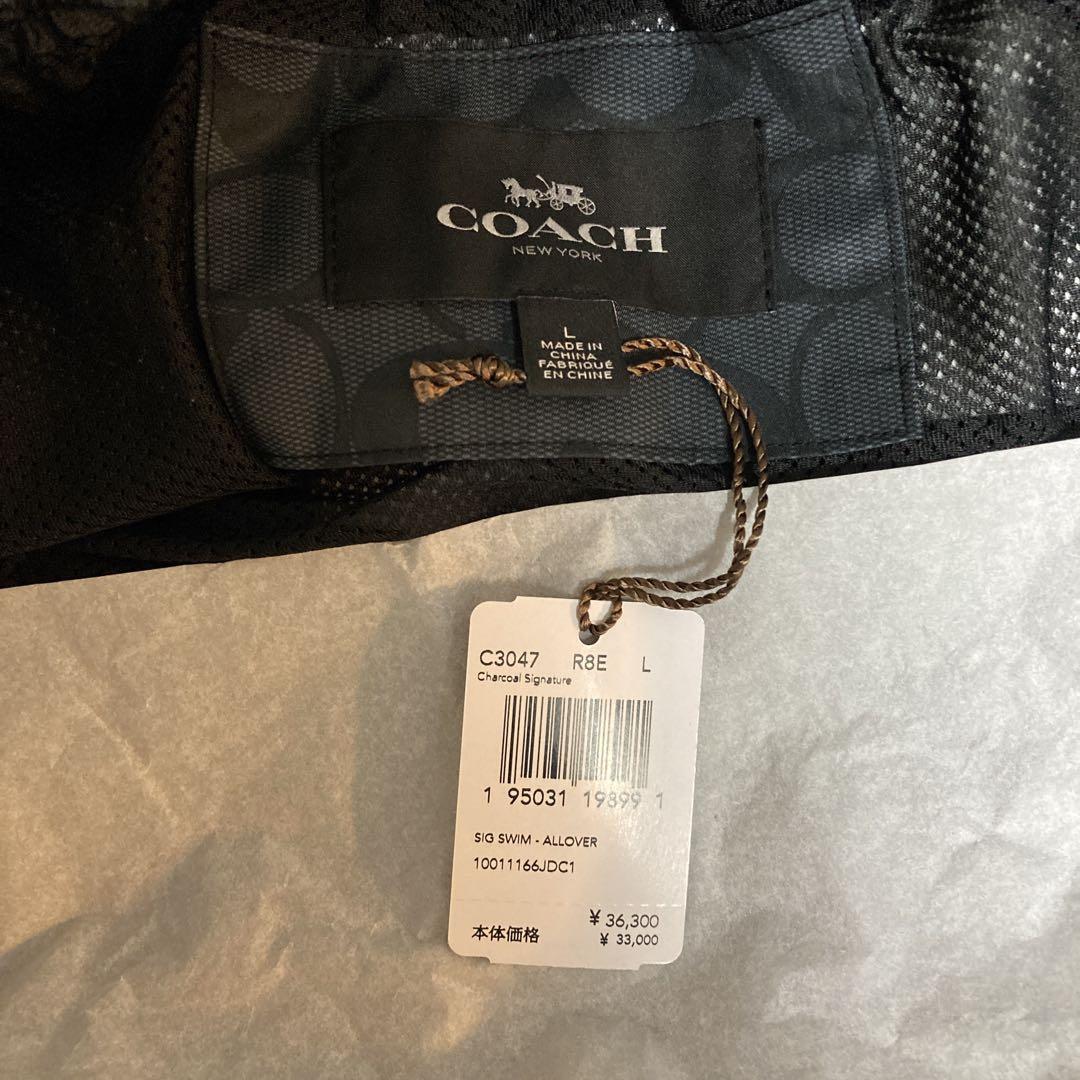 COACH
NEW YORK
L
MADE IN
CHINA
FABRIQUÉ
EN CHINE
C3047 R8E L
Charcoal Signature
1 95031 19899 1
SIG SWIM - ALLOVER
10011166JDC1
¥ 36,300
本体価格 ¥ 33,000